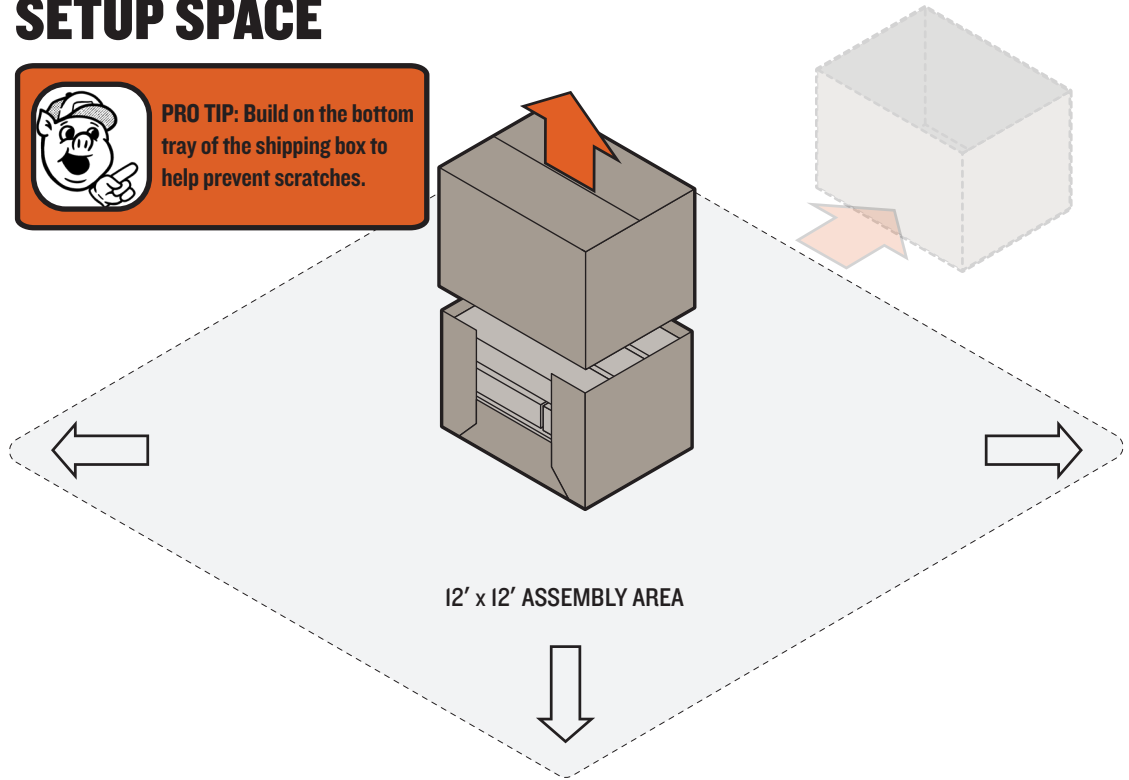 SETUP SPACE
PRO TIP: Build on the bottom
tray of the shipping box to
help prevent scratches.
12′ x 12′ ASSEMBLY AREA